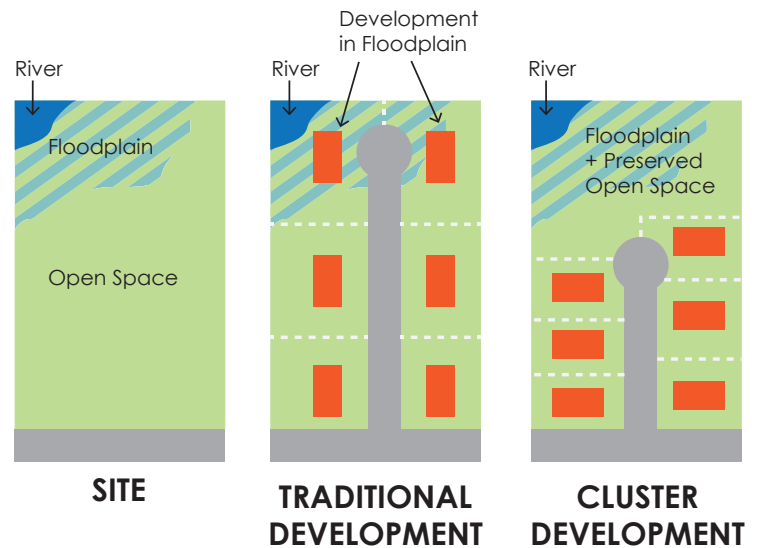 Development
in Floodplain
River
River
River
Floodplain
Floodplain
+ Preserved
Open Space
Open Space
SITE
TRADITIONAL
DEVELOPMENT
CLUSTER
DEVELOPMENT